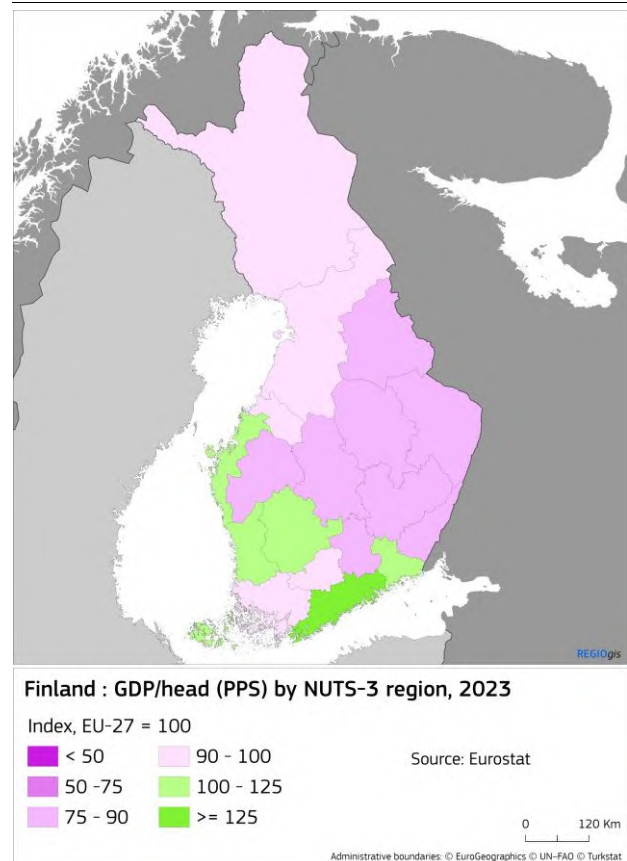 REGIOgis
Finland : GDP/head (PPS) by NUTS-3 region, 2023
Index, EU-27 = 100
< 50
50 -75
75 - 90
90 - 100
100 - 125
>= 125
Source: Eurostat
0 120 Km
Administrative boundaries: © EuroGeographics © UN-FAO © Turkstat